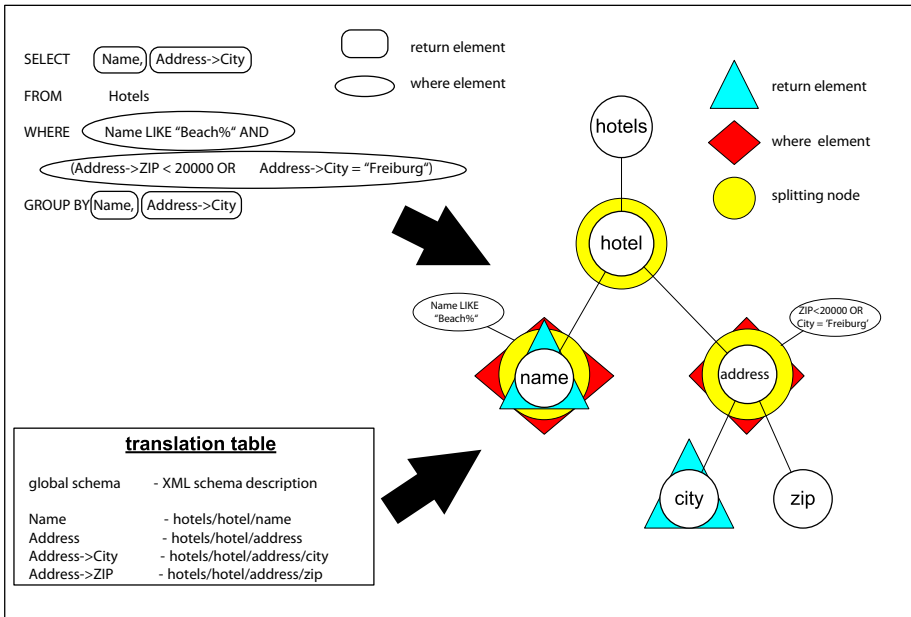 SELECT Name, Address->City
FROM Hotels
WHERE Name LIKE "Beach%" AND
(Address->ZIP < 20000 OR Address->City = "Freiburg")
GROUP BY Name, Address->City
return element
where element
return element
where element
splitting node
hotels
hotel
Name LIKE
"Beach%"
ZIP<20000 OR
City = 'Freiburg'
name
address
city
zip
translation table
global schema - XML schema description
Name - hotels/hotel/name
Address - hotels/hotel/address
Address->City - hotels/hotel/address/city
Address->ZIP - hotels/hotel/address/zip